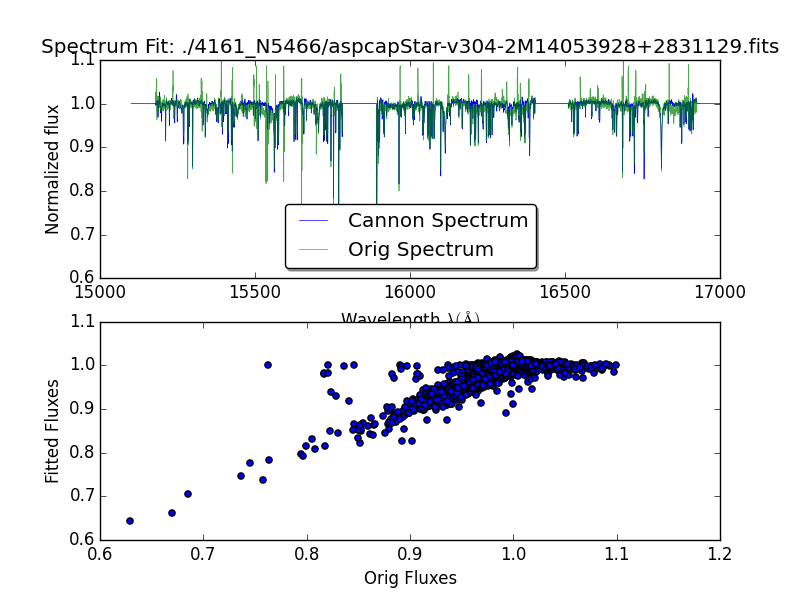 Spectrum Fit: ./4161_N5466/aspcapStar-v304-2M14053928+2831129.fits
1.1
1.0
0.9
0.8
0.7
0.6
Normalized flux
Cannon Spectrum
Orig Spectrum
15000 15500 16000 16500 17000
Wavelength λ(Å)
1.1
1.0
0.9
0.8
0.7
0.6
Fitted Fluxes
0.6 0.7 0.8 0.9 1.0 1.1 1.2
Orig Fluxes